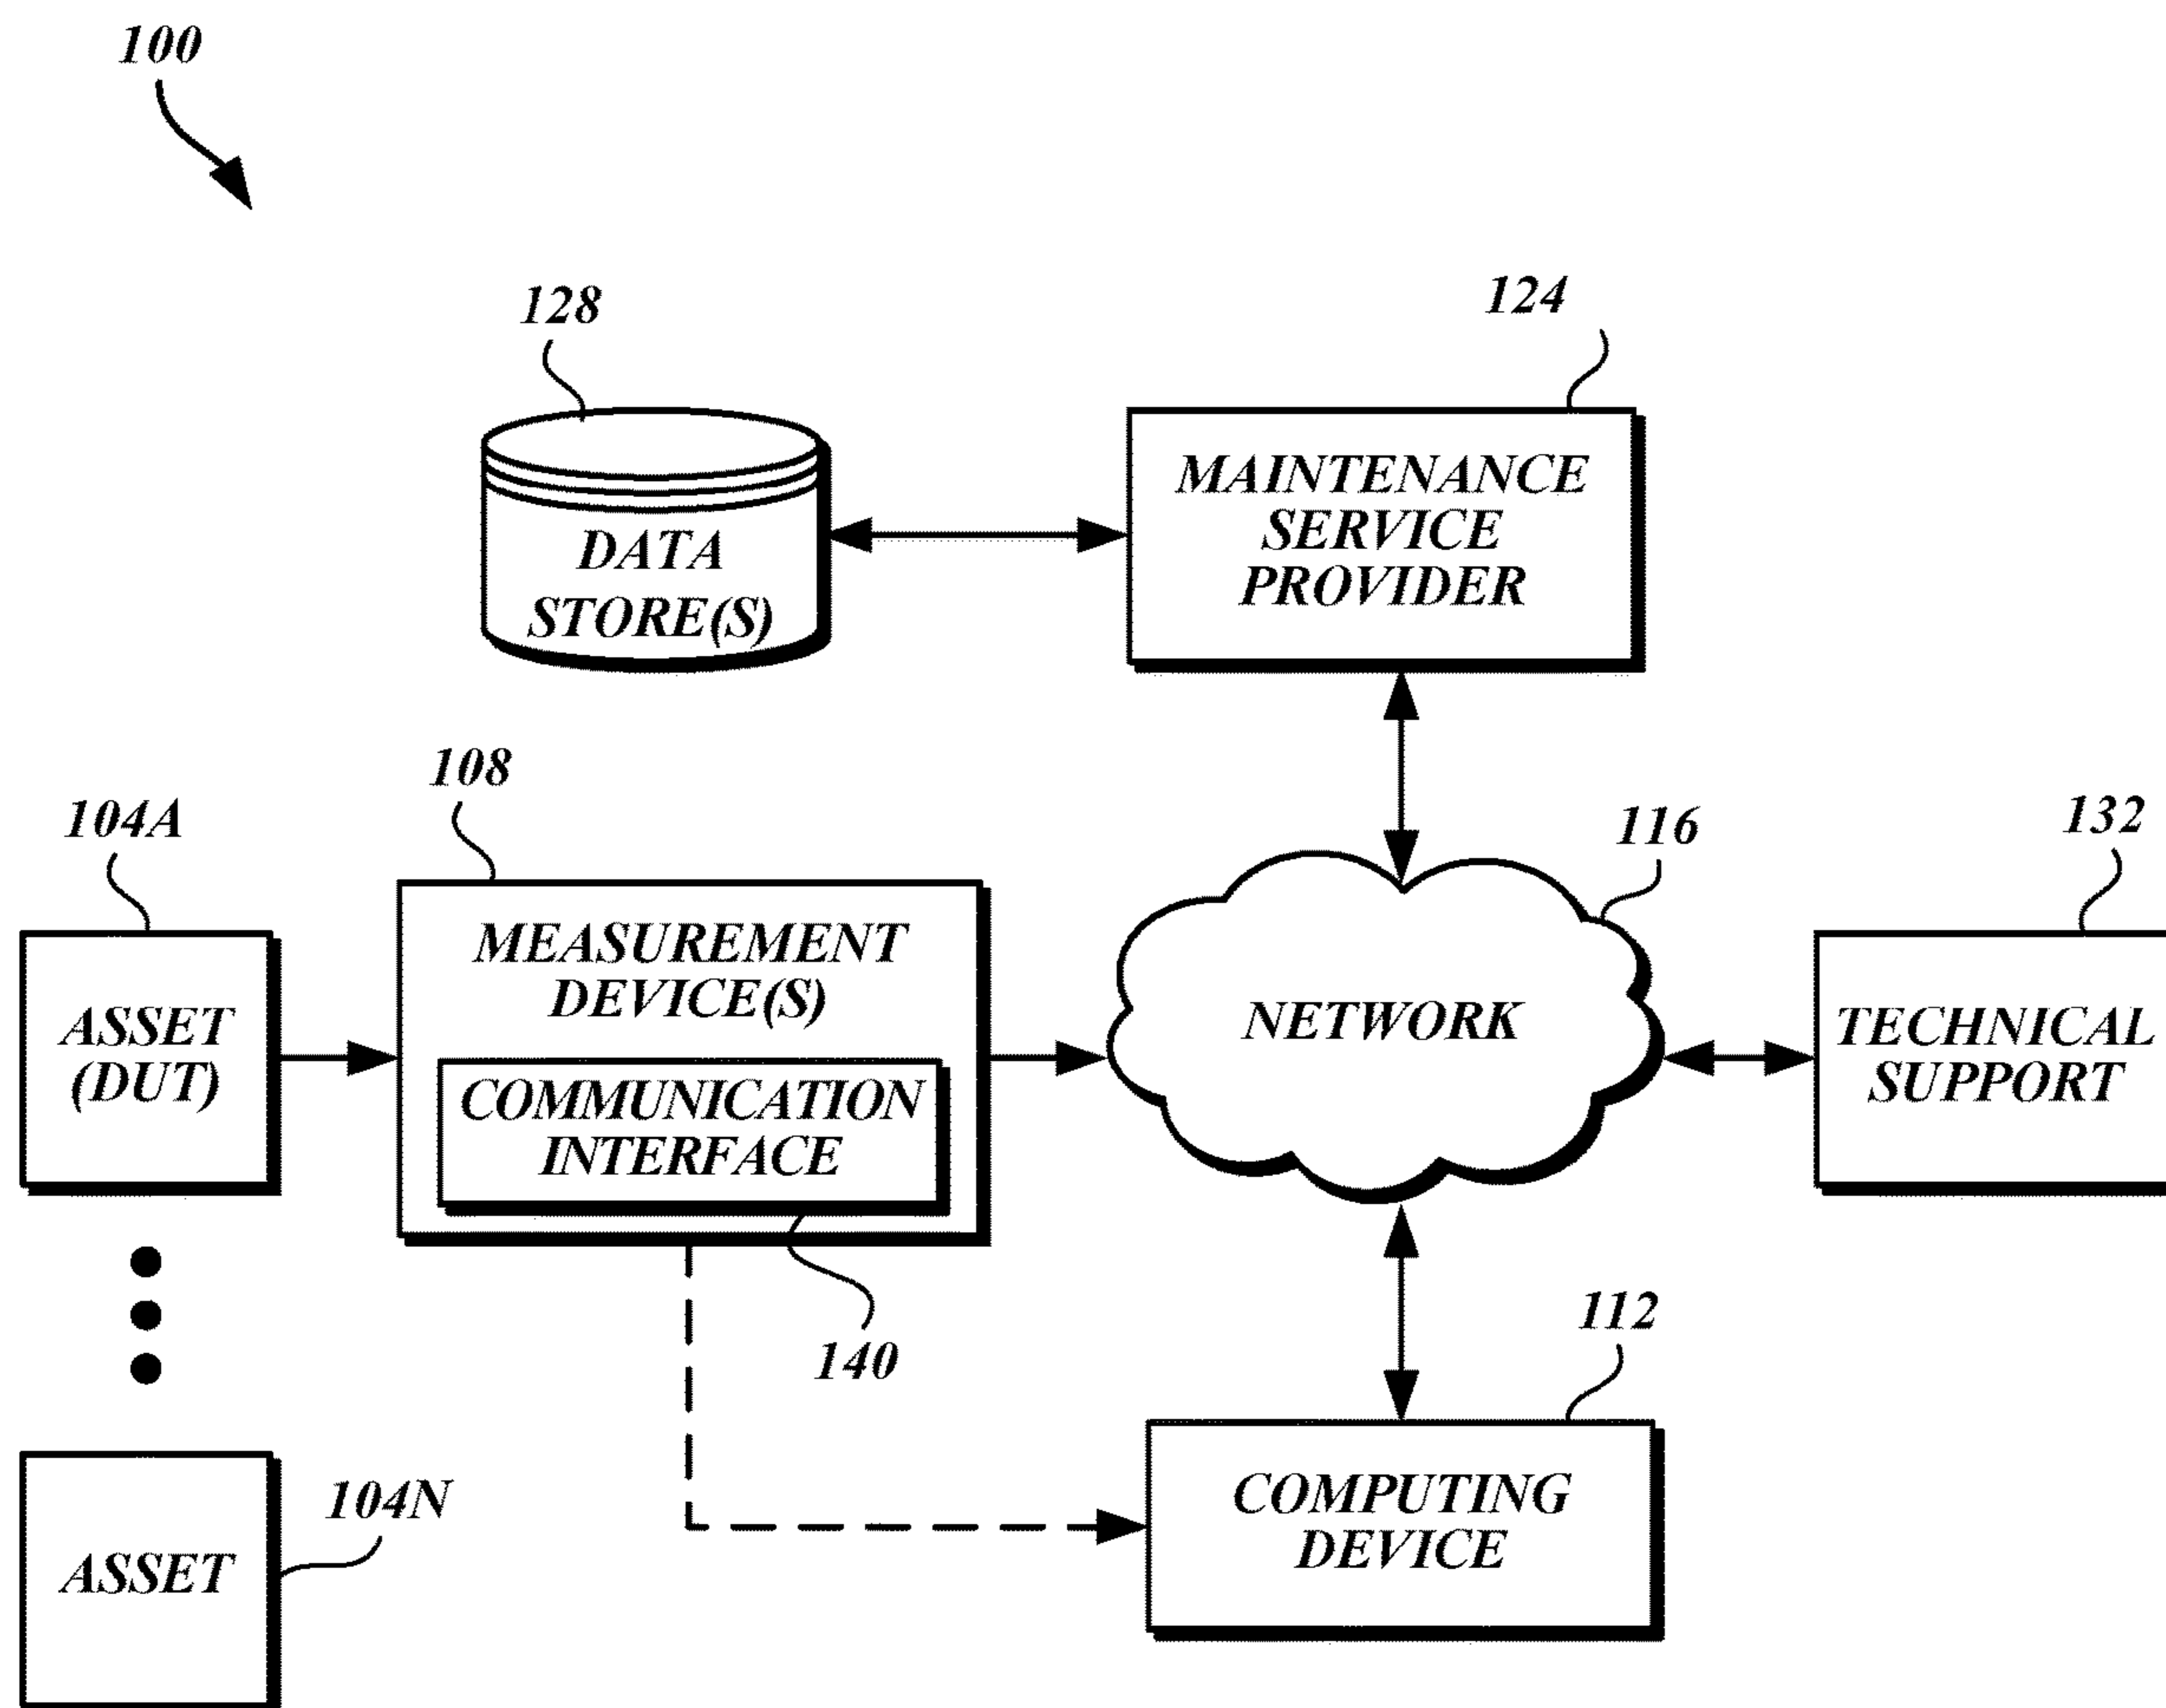 100
128
124
DATA
STORE(S)
MAINTENANCE
SERVICE
PROVIDER
104A
108
116
132
ASSET
(DUT)
MEASUREMENT
DEVICE(S)
COMMUNICATION
INTERFACE
NETWORK
TECHNICAL
SUPPORT
140
112
104N
ASSET
COMPUTING
DEVICE